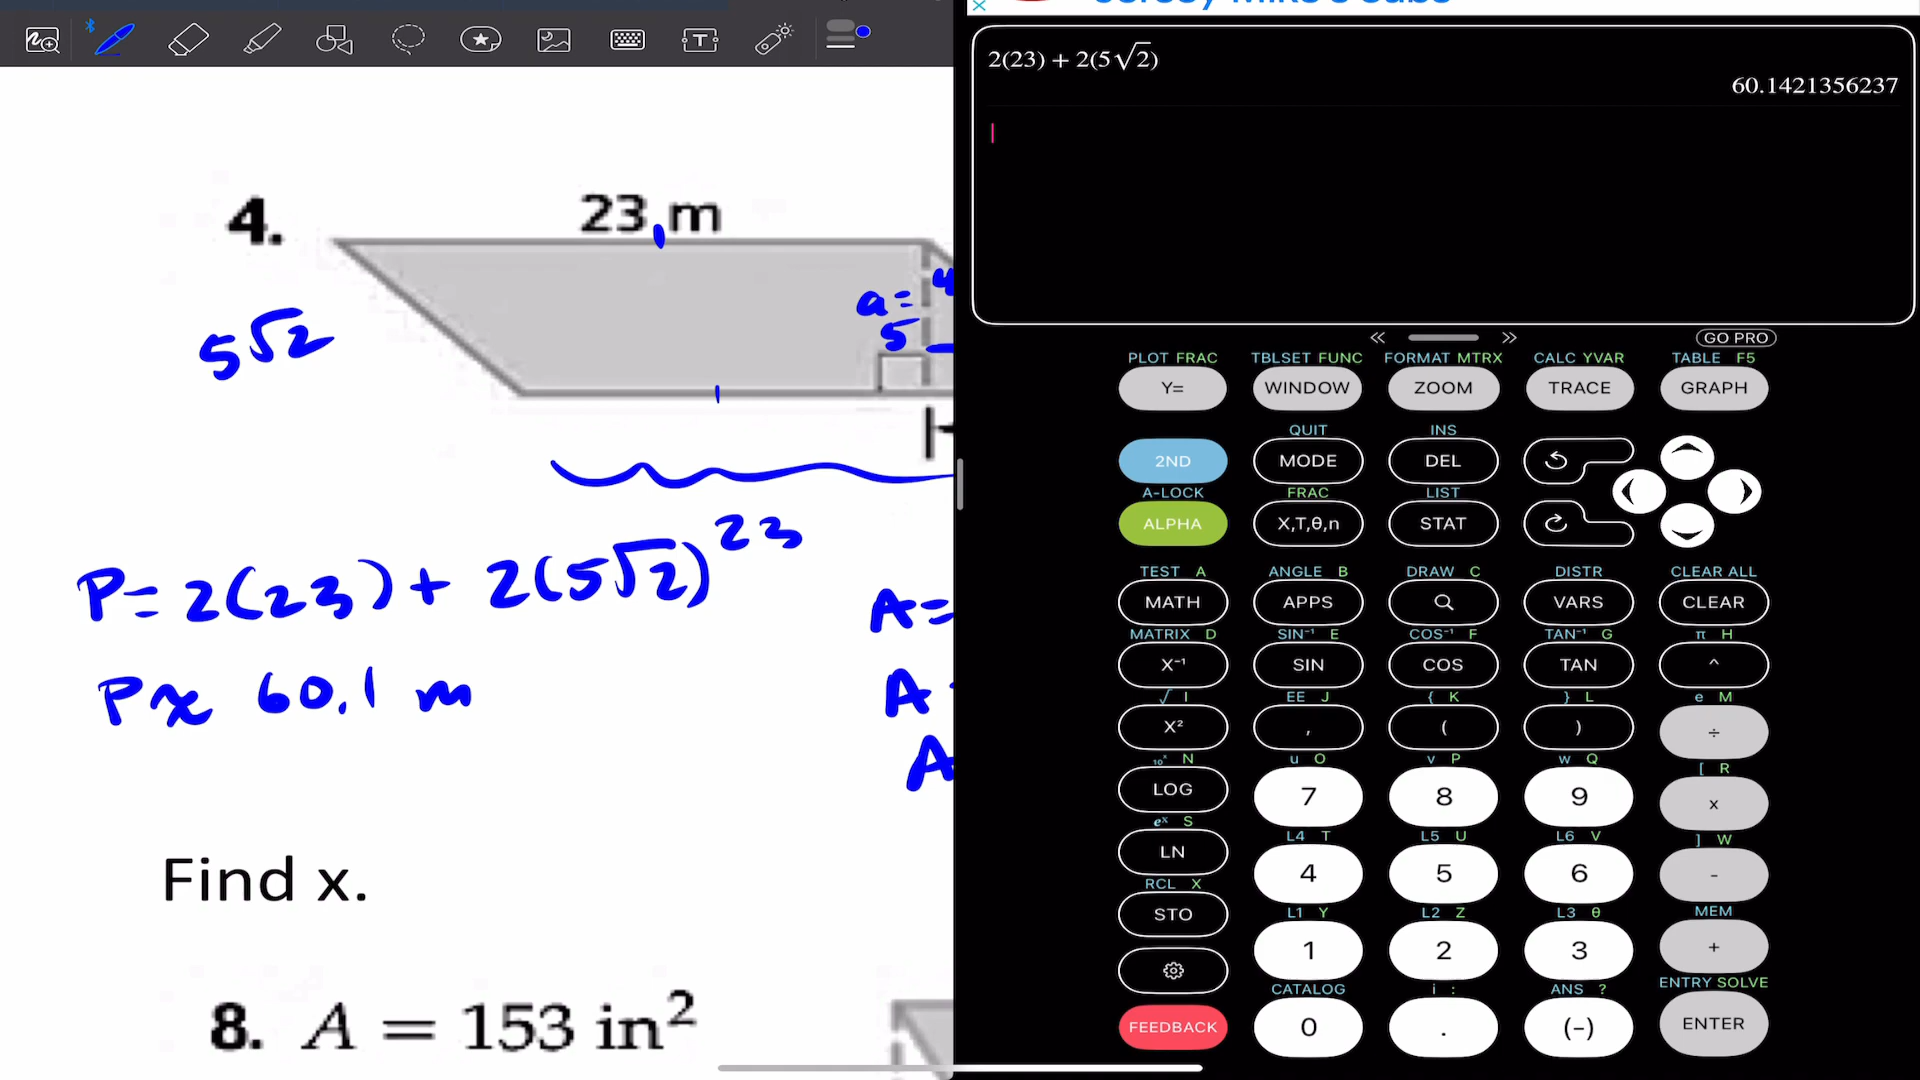 2(23) + 2(5√2)
60.1421356237
4.
23 m
a =
5
5√2
23
P = 2(23) + 2(5√2)
P ≈ 60.1 m
A =
A
A
Find x.
8. A = 153 in²
GO PRO
PLOT FRAC TBLSET FUNC FORMAT MTRX CALC YVAR TABLE F5
Y= WINDOW ZOOM TRACE GRAPH
QUIT INS
2ND MODE DEL
A-LOCK FRAC LIST
ALPHA X,T,θ,n STAT
TEST A ANGLE B DRAW C DISTR CLEAR ALL
MATH APPS VARS CLEAR
MATRIX D SIN⁻¹ E COS⁻¹ F TAN⁻¹ G π H
X⁻¹ SIN COS TAN ^
√ I EE J { K } L e M
X² , ( ) ÷
10ˣ N u O v P w Q [ R
LOG 7 8 9 x
eˣ S L4 T L5 U L6 V ] W
LN 4 5 6 -
RCL X L1 Y L2 Z L3 θ MEM
STO 1 2 3 +
CATALOG i : ANS ? ENTRY SOLVE
FEEDBACK 0 . (-) ENTER